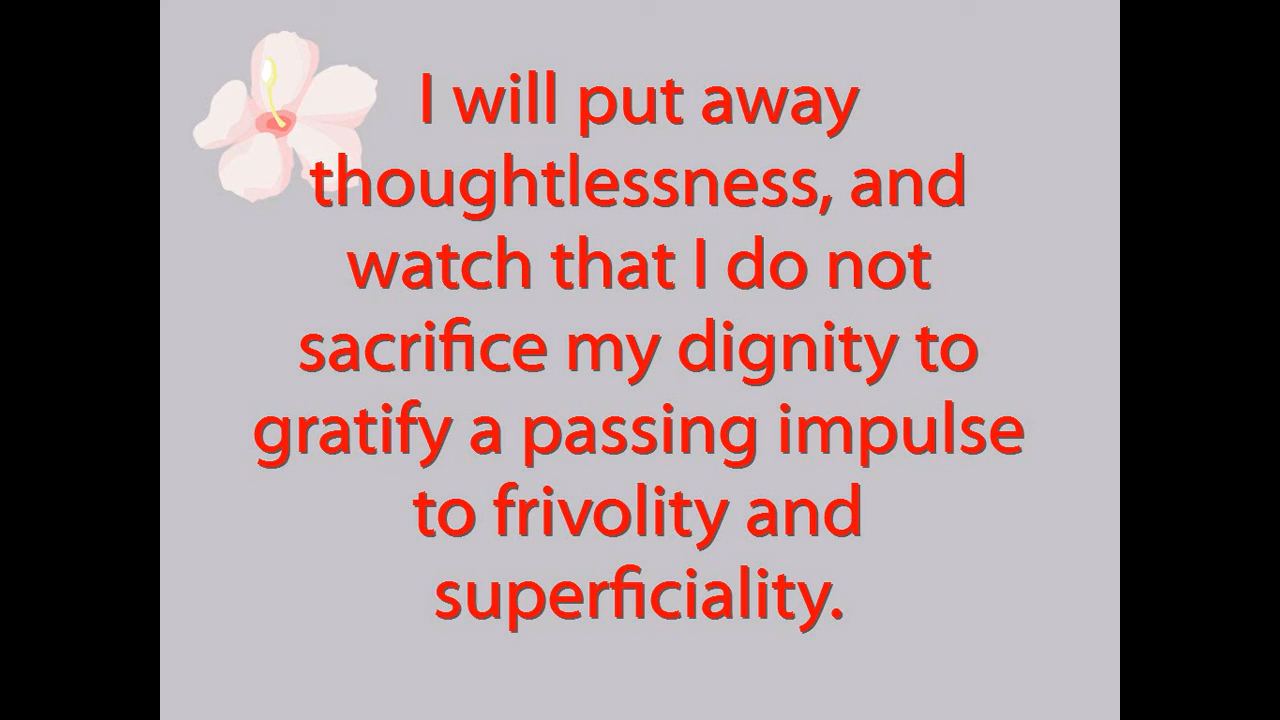 I will put away
thoughtlessness, and
watch that I do not
sacrifice my dignity to
gratify a passing impulse
to frivolity and
superficiality.